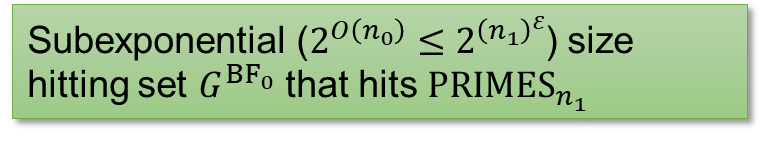 Subexponential (2^{O(n_0)} ≤ 2^{(n_1)^ε}) size
hitting set G^{BF_0} that hits PRIMES_{n_1}